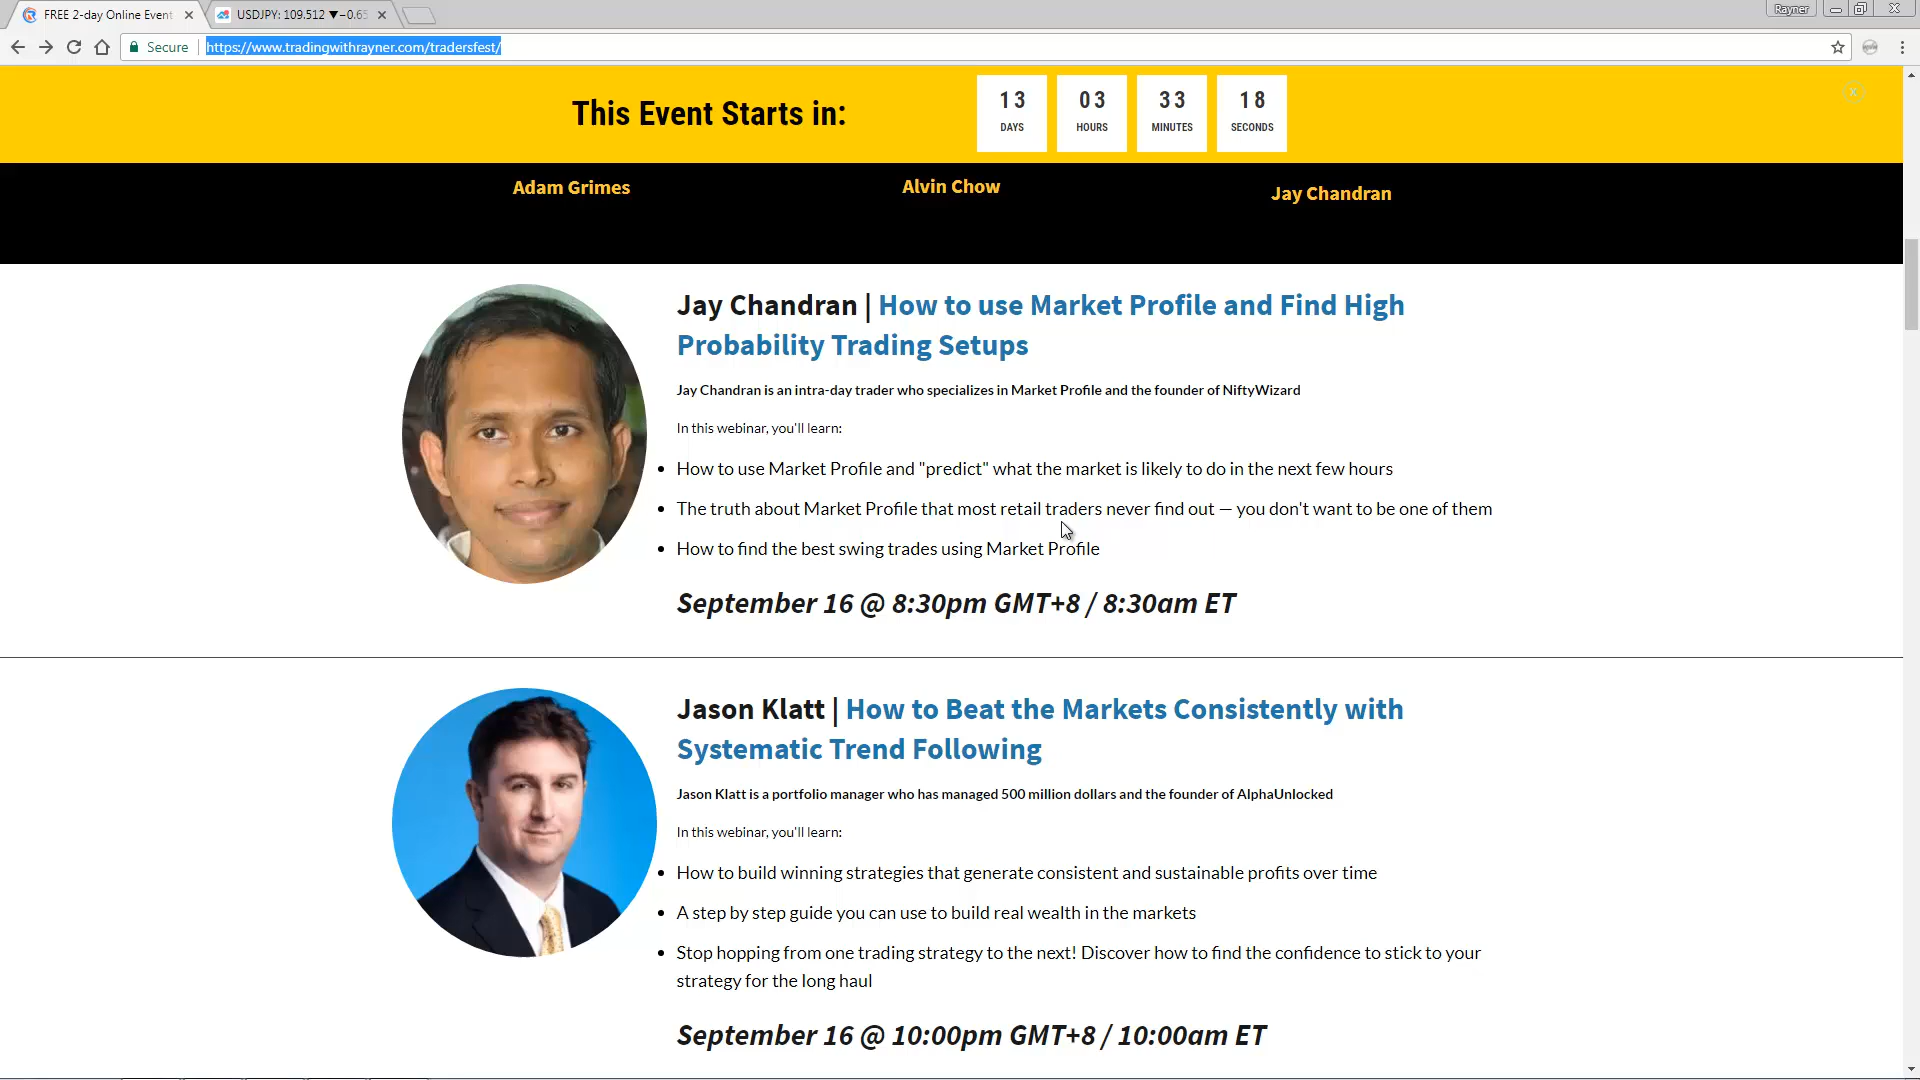 FREE 2-day Online Event
USDJPY: 109.512 ▼−0.65
Rayner
Secure
https://www.tradingwithrayner.com/tradersfest/
This Event Starts in:
13 03 33 18
DAYS HOURS MINUTES SECONDS
x
Adam Grimes Alvin Chow Jay Chandran
Jay Chandran | How to use Market Profile and Find High
Probability Trading Setups
Jay Chandran is an intra-day trader who specializes in Market Profile and the founder of NiftyWizard
In this webinar, you'll learn:
• How to use Market Profile and "predict" what the market is likely to do in the next few hours
• The truth about Market Profile that most retail traders never find out — you don't want to be one of them
• How to find the best swing trades using Market Profile
September 16 @ 8:30pm GMT+8 / 8:30am ET
Jason Klatt | How to Beat the Markets Consistently with
Systematic Trend Following
Jason Klatt is a portfolio manager who has managed 500 million dollars and the founder of AlphaUnlocked
In this webinar, you'll learn:
• How to build winning strategies that generate consistent and sustainable profits over time
• A step by step guide you can use to build real wealth in the markets
• Stop hopping from one trading strategy to the next! Discover how to find the confidence to stick to your
strategy for the long haul
September 16 @ 10:00pm GMT+8 / 10:00am ET